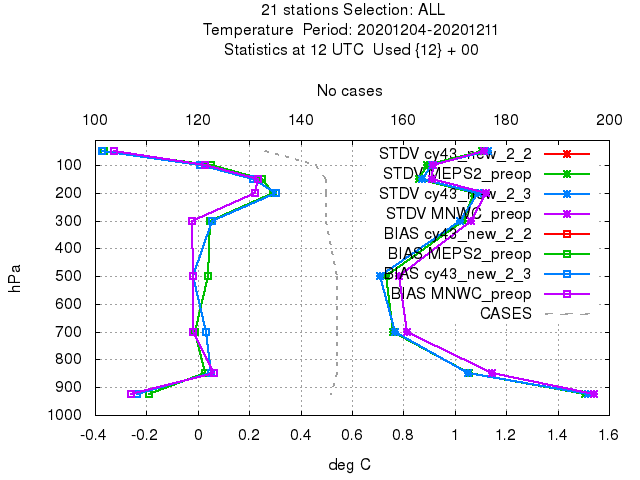 21 stations Selection: ALL
Temperature  Period: 20201204-20201211
Statistics at 12 UTC  Used {12} + 00
No cases
100 120 140 160 180 200
STDV cy43_new_2_2
STDV MEPS2_preop
STDV cy43_new_2_3
STDV MNWC_preop
BIAS cy43_new_2_2
BIAS MEPS2_preop
BIAS cy43_new_2_3
BIAS MNWC_preop
CASES
hPa
100
200
300
400
500
600
700
800
900
1000
-0.4 -0.2 0 0.2 0.4 0.6 0.8 1 1.2 1.4 1.6
deg C